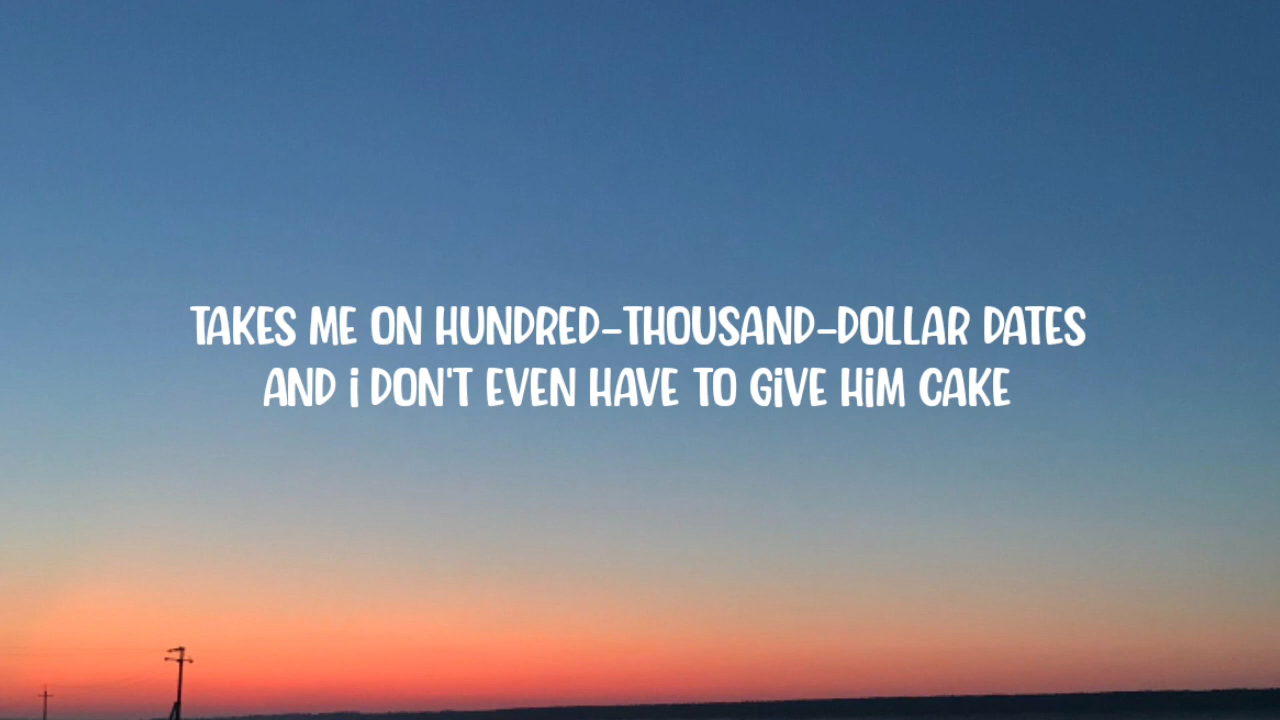 TAKES ME ON HUNDRED-THOUSAND-DOLLAR DATES
AND i DON'T EVEN HAVE TO GiVE HiM CAKE